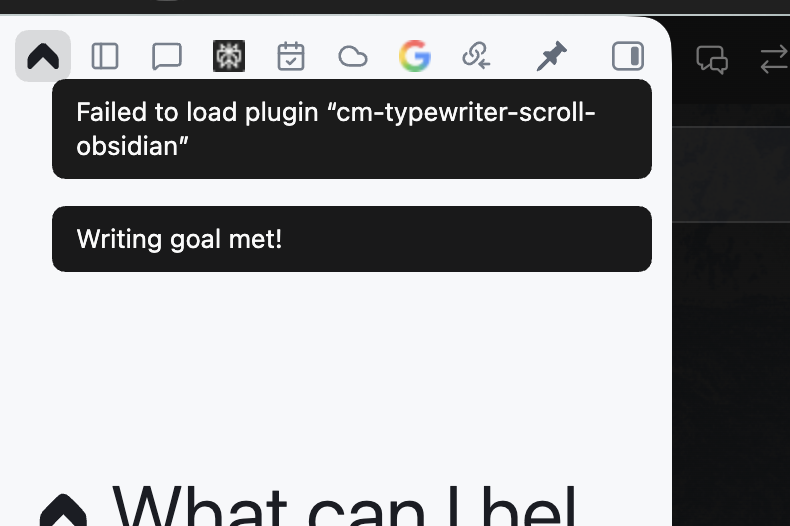 Failed to load plugin “cm-typewriter-scroll-
obsidian”
Writing goal met!
What can I hel